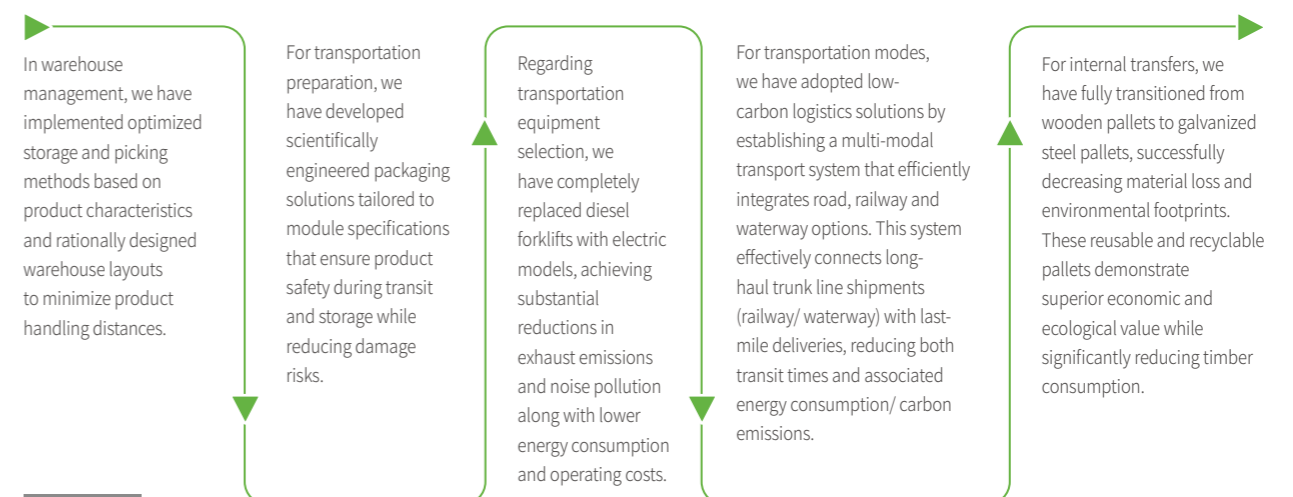 In warehouse
management, we have
implemented optimized
storage and picking
methods based on
product characteristics
and rationally designed
warehouse layouts
to minimize product
handling distances.
For transportation
preparation, we
have developed
scientifically
engineered packaging
solutions tailored to
module specifications
that ensure product
safety during transit
and storage while
reducing damage
risks.
Regarding
transportation
equipment
selection, we
have completely
replaced diesel
forklifts with electric
models, achieving
substantial
reductions in
exhaust emissions
and noise pollution
along with lower
energy consumption
and operating costs.
For transportation modes,
we have adopted low-
carbon logistics solutions by
establishing a multi-modal
transport system that efficiently
integrates road, railway and
waterway options. This system
effectively connects long-
haul trunk line shipments
(railway/ waterway) with last-
mile deliveries, reducing both
transit times and associated
energy consumption/ carbon
emissions.
For internal transfers, we
have fully transitioned from
wooden pallets to galvanized
steel pallets, successfully
decreasing material loss and
environmental footprints.
These reusable and recyclable
pallets demonstrate
superior economic and
ecological value while
significantly reducing timber
consumption.